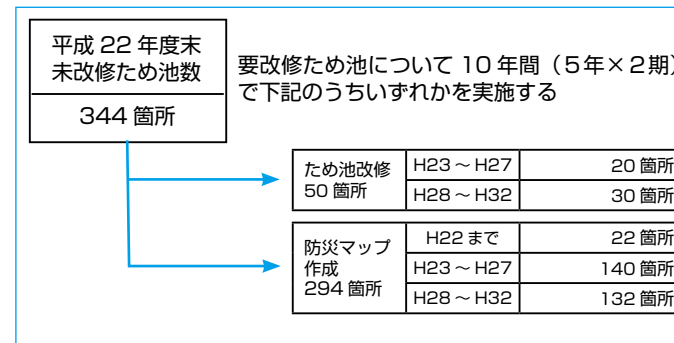 平成 22 年度末
未改修ため池数
344 箇所
要改修ため池について 10 年間（5年×2期）
で下記のうちいずれかを実施する
ため池改修
50 箇所
H23～H27 20 箇所
H28～H32 30 箇所
防災マップ
作成
294 箇所
H22まで 22 箇所
H23～H27 140 箇所
H28～H32 132 箇所